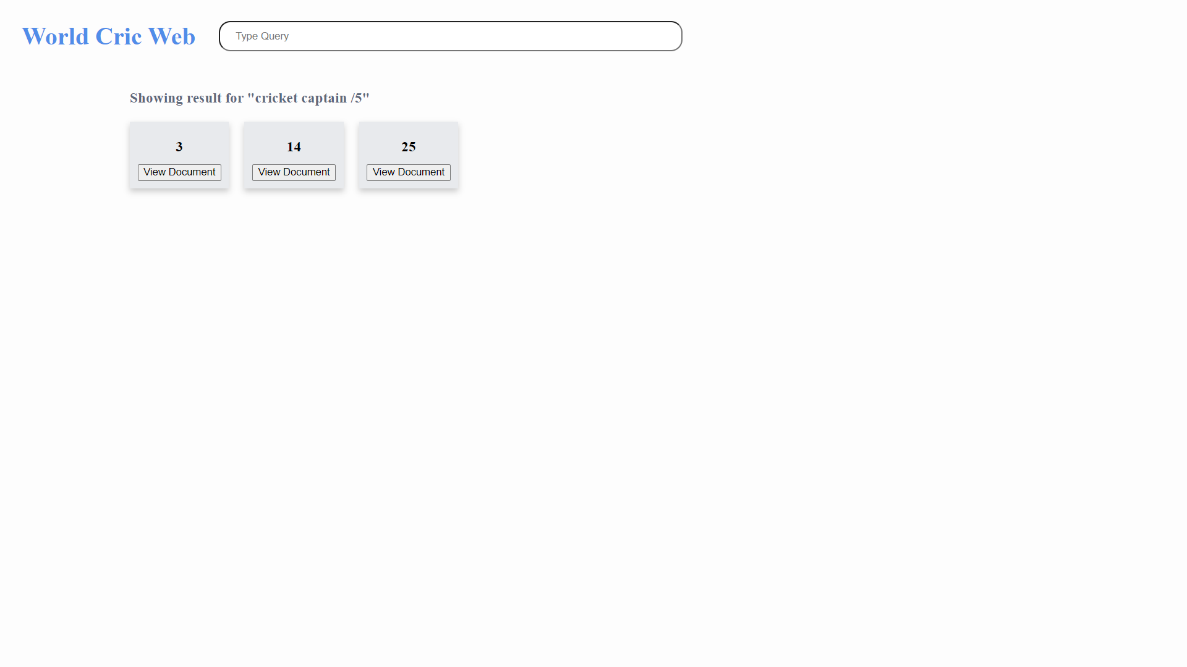 World Cric Web
Type Query
Showing result for "cricket captain /5"
3 14 25
View Document View Document View Document